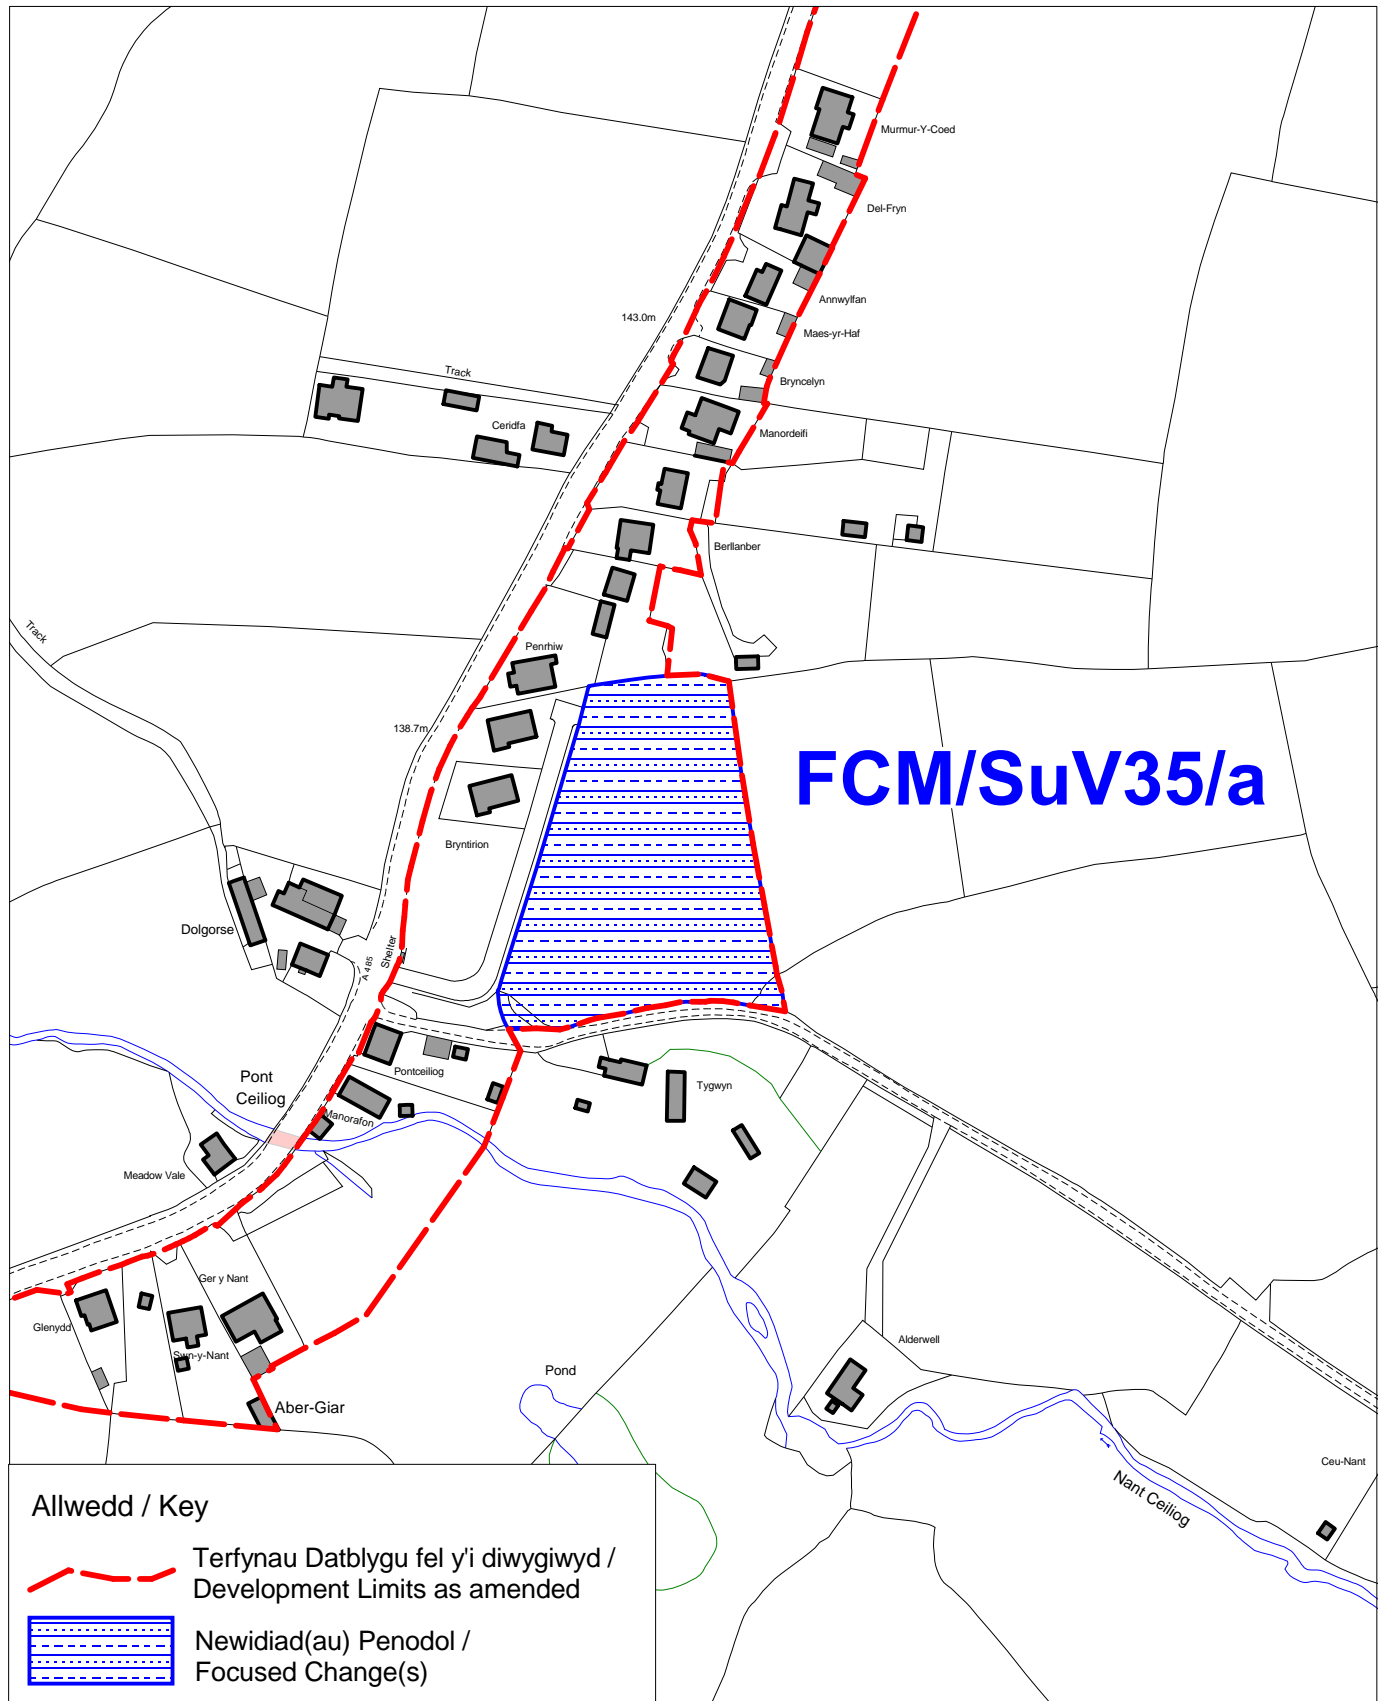 Murmur-Y-Coed
Del-Fryn
Annwylfan
143.0m
Maes-yr-Haf
Track
Bryncelyn
Ceridfa
Manordeifi
Berllanber
Track
Penrhiw
138.7m
FCM/SuV35/a
Bryntirion
Dolgorse
Shelter
A 485
Pont
Ceiliog
Pontceiliog
Tygwyn
Manorafon
Meadow Vale
Ger y Nant
Glenydd
Swn-y-Nant
Alderwell
Pond
Aber-Giar
Ceu-Nant
Nant Ceiliog
Allwedd / Key
Terfynau Datblygu fel y'i diwygiwyd /
Development Limits as amended
Newidiad(au) Penodol /
Focused Change(s)